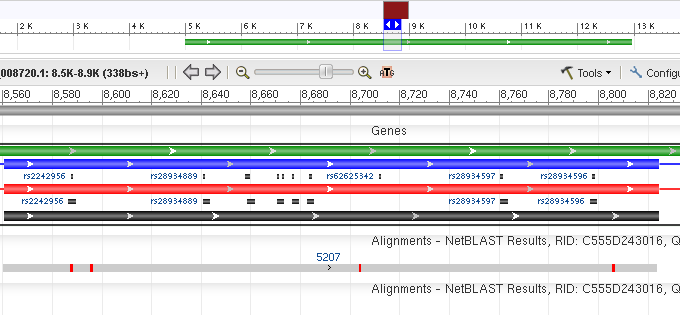 2 K 3 K 4 K 5 K 6 K 7 K 8 K 9 K 10 K 11 K 12 K 13 K
_008720.1: 8.5K-8.9K (338bs+) ATG Tools Configu
8,560 8,580 8,600 8,620 8,640 8,660 8,680 8,700 8,720 8,740 8,760 8,780 8,800 8,820
Genes
rs2242956 rs28934889 rs62625342 rs28934597 rs28934596
rs2242956 rs28934889 rs28934597 rs28934596
Alignments - NetBLAST Results, RID: C555D243016, Q
5207
Alignments - NetBLAST Results, RID: C555D243016, Q